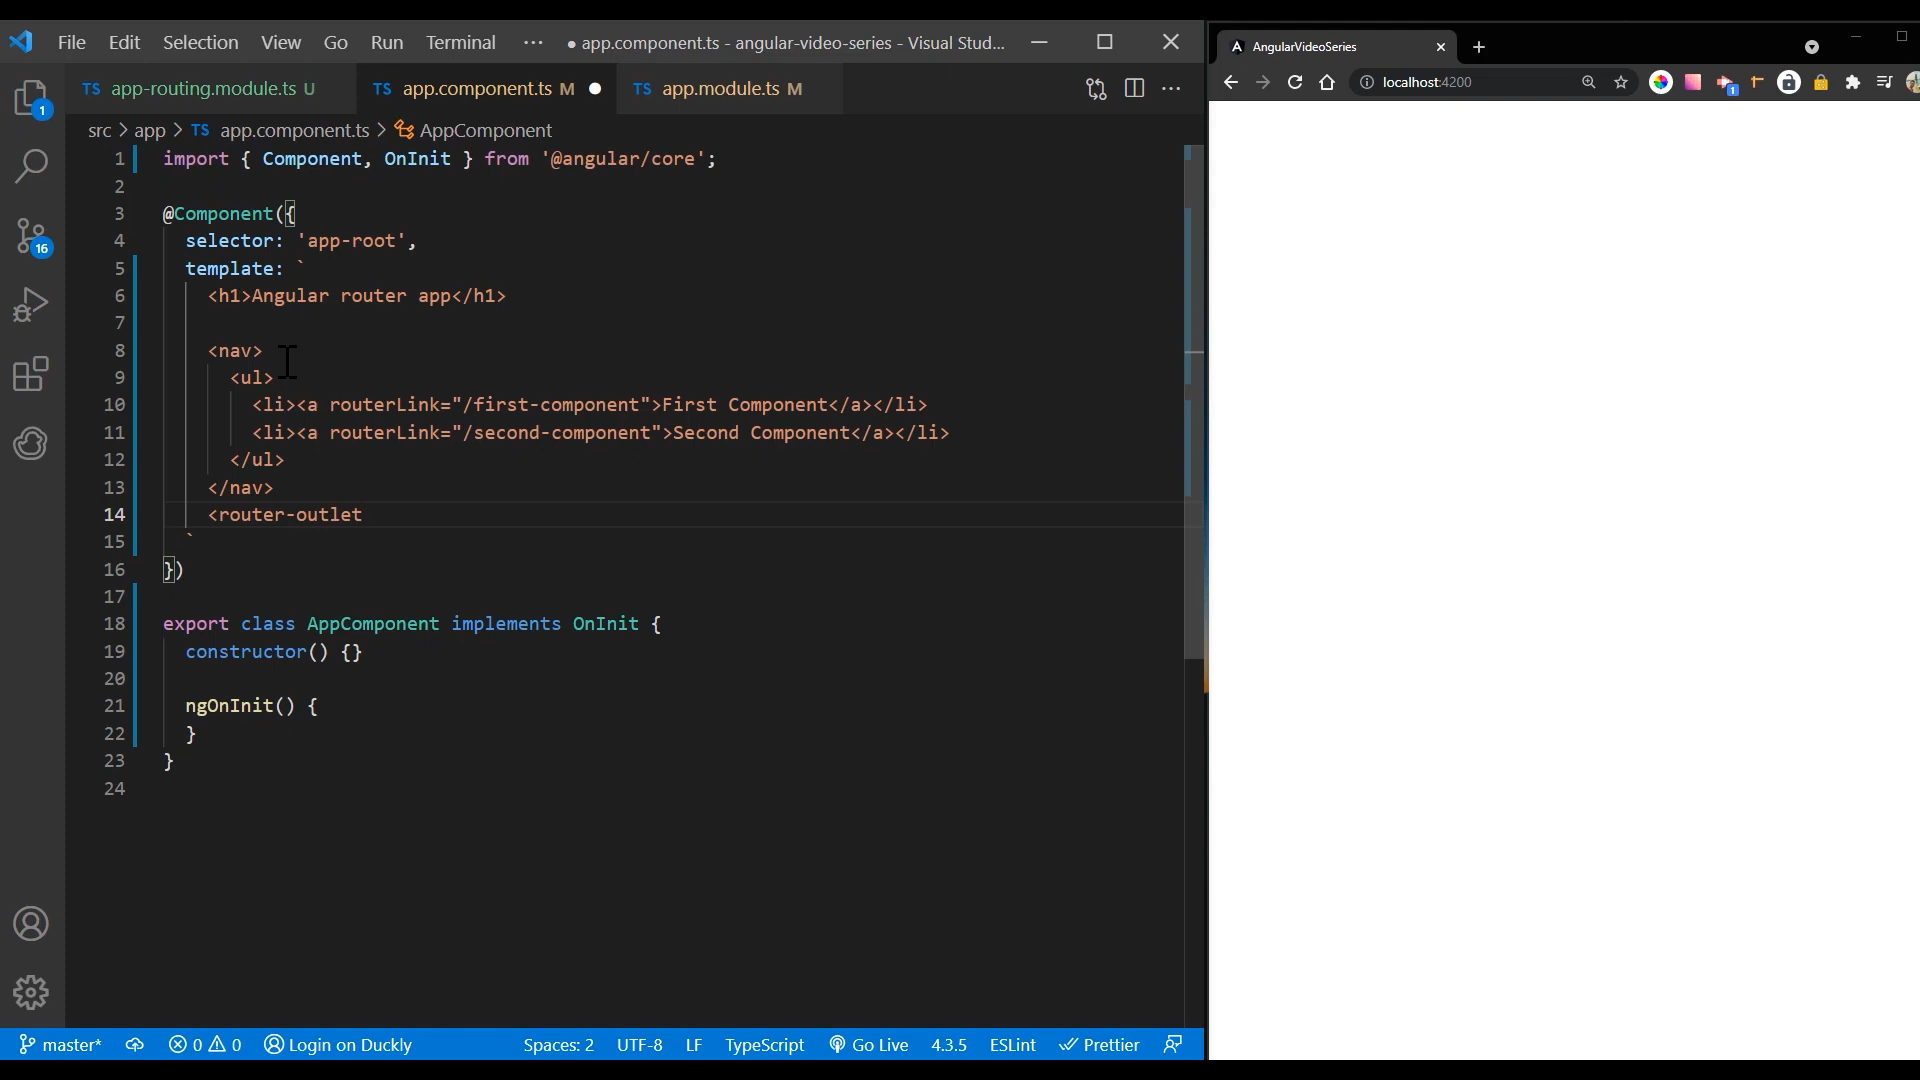 File Edit Selection View Go Run Terminal ··· ● app.component.ts - angular-video-series - Visual Stud...
TS app-routing.module.ts U TS app.component.ts M ● TS app.module.ts M
src > app > TS app.component.ts > AppComponent
1 import { Component, OnInit } from '@angular/core';
2
3 @Component({
4 selector: 'app-root',
5 template: `
6 <h1>Angular router app</h1>
7
8 <nav>
9 <ul>
10 <li><a routerLink="/first-component">First Component</a></li>
11 <li><a routerLink="/second-component">Second Component</a></li>
12 </ul>
13 </nav>
14 <router-outlet
15 `
16 })
17
18 export class AppComponent implements OnInit {
19 constructor() {}
20
21 ngOnInit() {
22 }
23 }
24
1
16
master* 0 0 Login on Duckly Spaces: 2 UTF-8 LF TypeScript Go Live 4.3.5 ESLint Prettier
AngularVideoSeries
localhost:4200
1